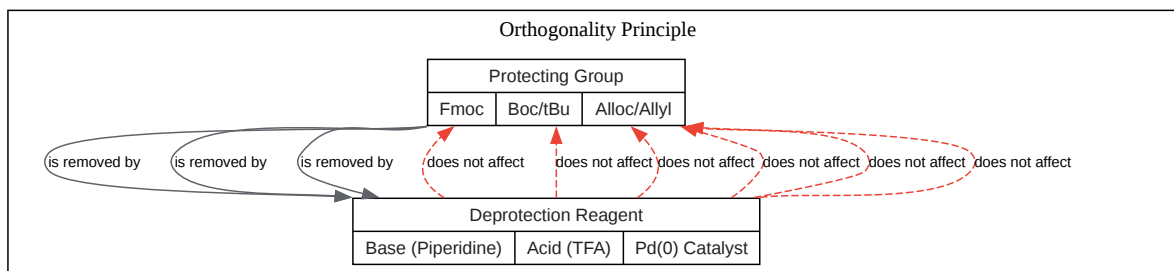 Orthogonality Principle
Protecting Group
Fmoc Boc/tBu Alloc/Allyl
is removed by is removed by is removed by does not affect does not affect does not affect does not affect does not affect does not affect
Deprotection Reagent
Base (Piperidine) Acid (TFA) Pd(0) Catalyst